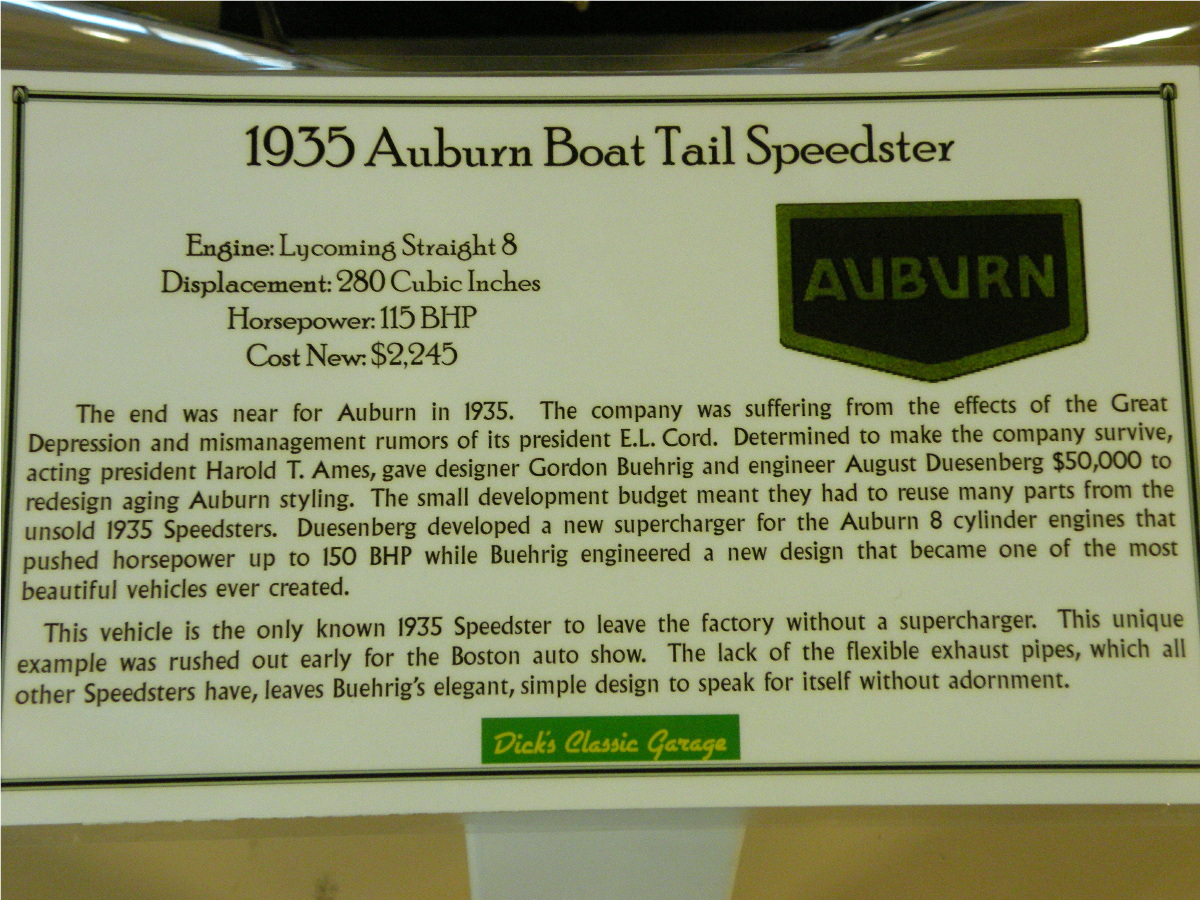 1935 Auburn Boat Tail Speedster
Engine: Lycoming Straight 8
Displacement: 280 Cubic Inches
Horsepower: 115 BHP
Cost New: $2,245
AUBURN
The end was near for Auburn in 1935. The company was suffering from the effects of the Great
Depression and mismanagement rumors of its president E.L. Cord. Determined to make the company survive,
acting president Harold T. Ames, gave designer Gordon Buehrig and engineer August Duesenberg $50,000 to
redesign aging Auburn styling. The small development budget meant they had to reuse many parts from the
unsold 1935 Speedsters. Duesenberg developed a new supercharger for the Auburn 8 cylinder engines that
pushed horsepower up to 150 BHP while Buehrig engineered a new design that became one of the most
beautiful vehicles ever created.
This vehicle is the only known 1935 Speedster to leave the factory without a supercharger. This unique
example was rushed out early for the Boston auto show. The lack of the flexible exhaust pipes, which all
other Speedsters have, leaves Buehrig's elegant, simple design to speak for itself without adornment.
Dick's Classic Garage